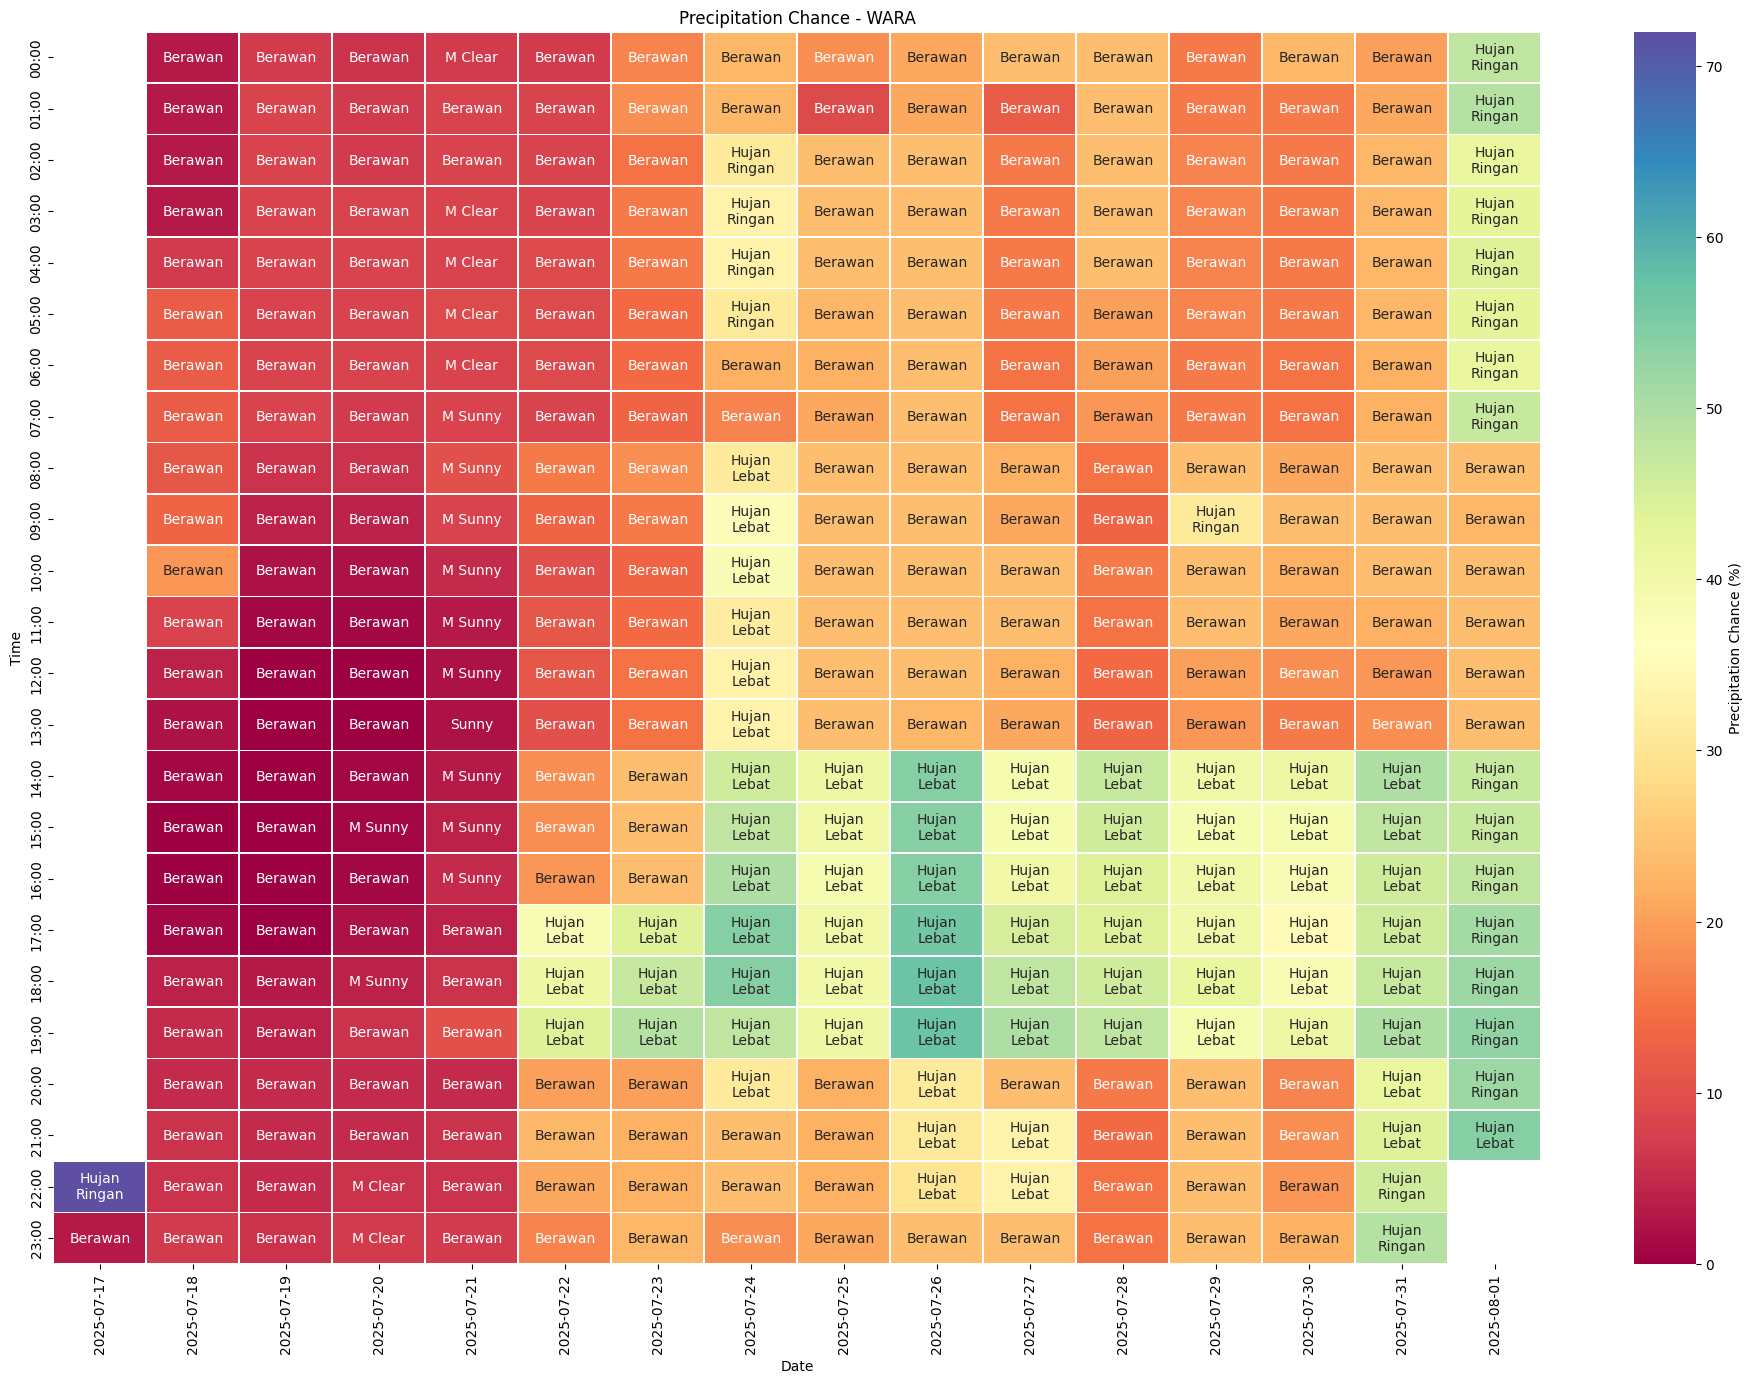 Precipitation Chance - WARA
00:00 Berawan Berawan Berawan M Clear Berawan Berawan Berawan Berawan Berawan Berawan Berawan Berawan Berawan Berawan Hujan
Ringan
01:00 Berawan Berawan Berawan Berawan Berawan Berawan Berawan Berawan Berawan Berawan Berawan Berawan Berawan Berawan Hujan
Ringan
02:00 Berawan Berawan Berawan Berawan Berawan Berawan Hujan Berawan Berawan Berawan Berawan Berawan Berawan Berawan Hujan
Ringan Ringan
03:00 Berawan Berawan Berawan M Clear Berawan Berawan Hujan Berawan Berawan Berawan Berawan Berawan Berawan Berawan Hujan
Ringan Ringan
04:00 Berawan Berawan Berawan M Clear Berawan Berawan Hujan Berawan Berawan Berawan Berawan Berawan Berawan Berawan Hujan
Ringan Ringan
05:00 Berawan Berawan Berawan M Clear Berawan Berawan Hujan Berawan Berawan Berawan Berawan Berawan Berawan Berawan Hujan
Ringan Ringan
06:00 Berawan Berawan Berawan M Clear Berawan Berawan Berawan Berawan Berawan Berawan Berawan Berawan Berawan Berawan Hujan
Ringan
07:00 Berawan Berawan Berawan M Sunny Berawan Berawan Berawan Berawan Berawan Berawan Berawan Berawan Berawan Berawan Hujan
Ringan
08:00 Berawan Berawan Berawan M Sunny Berawan Berawan Hujan Berawan Berawan Berawan Berawan Berawan Berawan Berawan Berawan
Lebat
09:00 Berawan Berawan Berawan M Sunny Berawan Berawan Hujan Berawan Berawan Berawan Berawan Hujan Berawan Berawan Berawan
Lebat Ringan
10:00 Berawan Berawan Berawan M Sunny Berawan Berawan Hujan Berawan Berawan Berawan Berawan Berawan Berawan Berawan Berawan
Lebat
11:00 Berawan Berawan Berawan M Sunny Berawan Berawan Hujan Berawan Berawan Berawan Berawan Berawan Berawan Berawan Berawan
Lebat
12:00 Berawan Berawan Berawan M Sunny Berawan Berawan Hujan Berawan Berawan Berawan Berawan Berawan Berawan Berawan Berawan
Lebat
13:00 Berawan Berawan Berawan Sunny Berawan Berawan Hujan Berawan Berawan Berawan Berawan Berawan Berawan Berawan Berawan
Lebat
14:00 Berawan Berawan Berawan M Sunny Berawan Berawan Hujan Hujan Hujan Hujan Hujan Hujan Hujan Hujan Hujan
Lebat Lebat Lebat Lebat Lebat Lebat Lebat Lebat Ringan
15:00 Berawan Berawan M Sunny M Sunny Berawan Berawan Hujan Hujan Hujan Hujan Hujan Hujan Hujan Hujan Hujan
Lebat Lebat Lebat Lebat Lebat Lebat Lebat Lebat Ringan
16:00 Berawan Berawan Berawan M Sunny Berawan Berawan Hujan Hujan Hujan Hujan Hujan Hujan Hujan Hujan Hujan
Lebat Lebat Lebat Lebat Lebat Lebat Lebat Lebat Ringan
17:00 Berawan Berawan Berawan Berawan Hujan Hujan Hujan Hujan Hujan Hujan Hujan Hujan Hujan Hujan Hujan
Lebat Lebat Lebat Lebat Lebat Lebat Lebat Lebat Lebat Lebat Ringan
18:00 Berawan Berawan M Sunny Berawan Hujan Hujan Hujan Hujan Hujan Hujan Hujan Hujan Hujan Hujan Hujan
Lebat Lebat Lebat Lebat Lebat Lebat Lebat Lebat Lebat Lebat Ringan
19:00 Berawan Berawan Berawan Berawan Hujan Hujan Hujan Hujan Hujan Hujan Hujan Hujan Hujan Hujan Hujan
Lebat Lebat Lebat Lebat Lebat Lebat Lebat Lebat Lebat Lebat Ringan
20:00 Berawan Berawan Berawan Berawan Berawan Berawan Hujan Berawan Hujan Berawan Berawan Berawan Berawan Hujan Hujan
Lebat Lebat Lebat Ringan
21:00 Berawan Berawan Berawan Berawan Berawan Berawan Berawan Berawan Hujan Hujan Berawan Berawan Berawan Hujan Hujan
Lebat Lebat Lebat Lebat
22:00 Hujan Berawan Berawan M Clear Berawan Berawan Berawan Berawan Berawan Hujan Hujan Berawan Berawan Berawan Hujan
Ringan Lebat Lebat Ringan
23:00 Berawan Berawan Berawan M Clear Berawan Berawan Berawan Berawan Berawan Berawan Berawan Berawan Berawan Berawan Hujan
Ringan
Time
2025-07-17 2025-07-18 2025-07-19 2025-07-20 2025-07-21 2025-07-22 2025-07-23 2025-07-24 2025-07-25 2025-07-26 2025-07-27 2025-07-28 2025-07-29 2025-07-30 2025-07-31 2025-08-01
Date
70
60
50
40
30
20
10
0
Precipitation Chance (%)